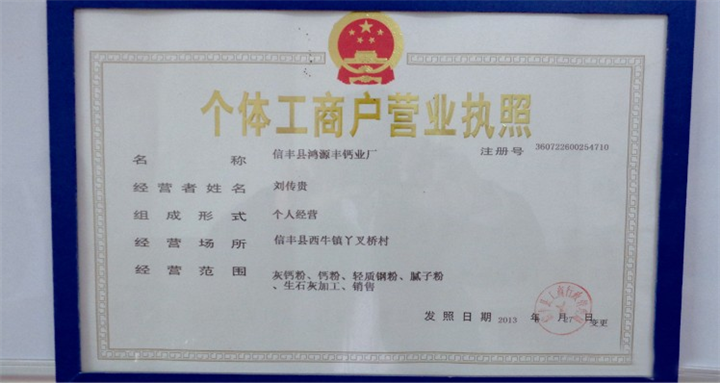 个体工商户营业执照
注册号 360722600254710
名称 信丰县鸿源丰钙业厂
经营者姓名 刘传贵
组成形式 个人经营
经营场所 信丰县西牛镇丫叉桥村
经营范围 灰钙粉、钙粉、轻质钢粉、腻子粉
、生石灰加工、销售
发照日期 2013 年 月 日 变更